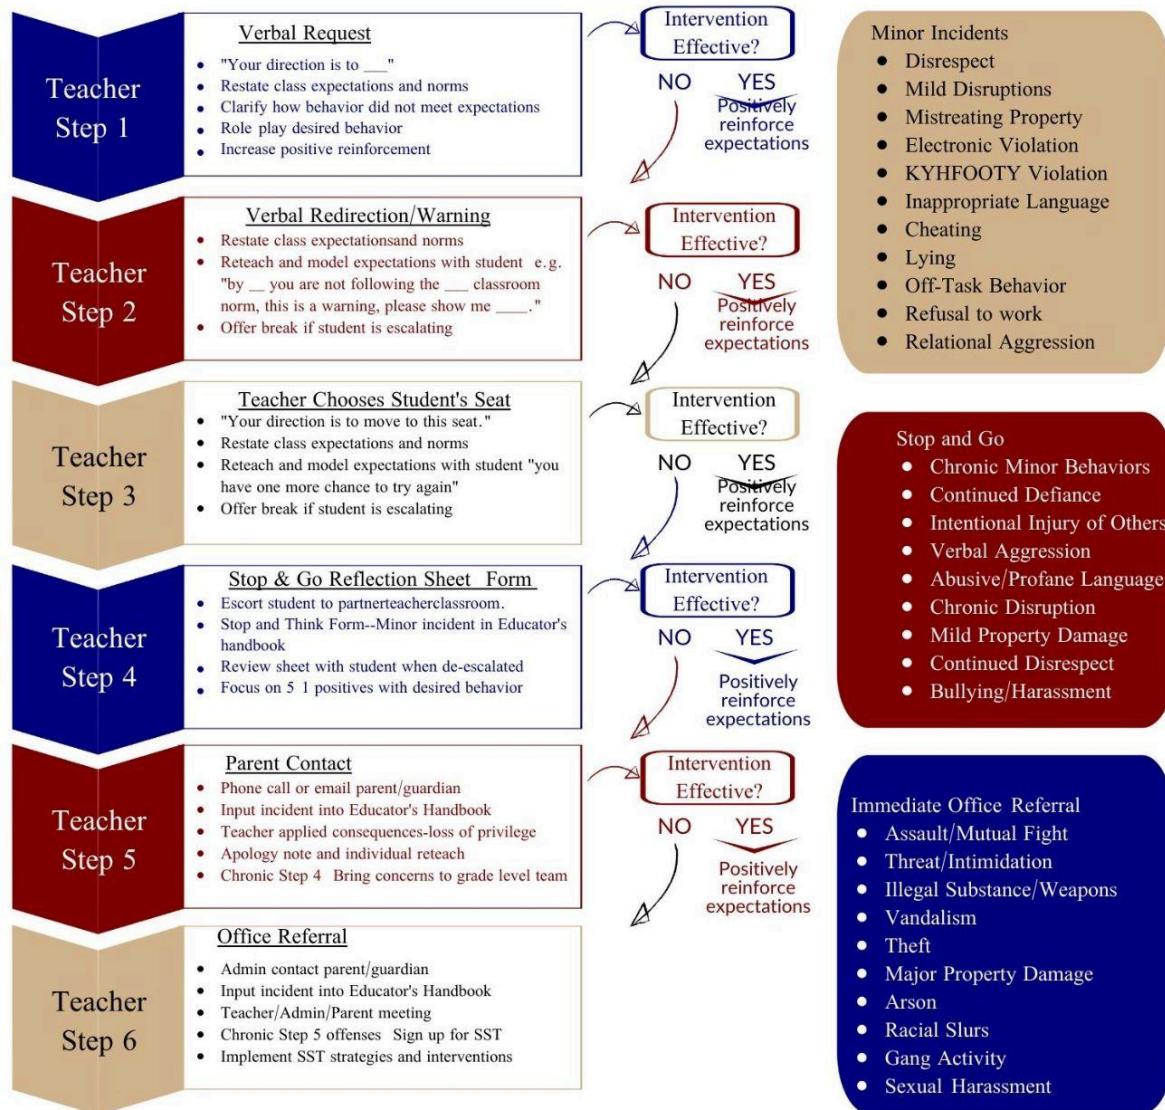 Teacher
Step 1
Verbal Request
● "Your direction is to ___"
● Restate class expectations and norms
● Clarify how behavior did not meet expectations
● Role play desired behavior
● Increase positive reinforcement
Intervention
Effective?
NO YES
Positively
reinforce
expectations
Teacher
Step 2
Verbal Redirection/Warning
● Restate class expectationsand norms
● Reteach and model expectations with student e.g.
"by __ you are not following the ___ classroom
norm, this is a warning, please show me ____."
● Offer break if student is escalating
Intervention
Effective?
NO YES
Positively
reinforce
expectations
Teacher
Step 3
Teacher Chooses Student's Seat
● "Your direction is to move to this seat."
● Restate class expectations and norms
● Reteach and model expectations with student "you
have one more chance to try again"
● Offer break if student is escalating
Intervention
Effective?
NO YES
Positively
reinforce
expectations
Teacher
Step 4
Stop & Go Reflection Sheet Form
● Escort student to partnerteacherclassroom.
● Stop and Think Form--Minor incident in Educator's
handbook
● Review sheet with student when de-escalated
● Focus on 5 1 positives with desired behavior
Intervention
Effective?
NO YES
Positively
reinforce
expectations
Teacher
Step 5
Parent Contact
● Phone call or email parent/guardian
● Input incident into Educator's Handbook
● Teacher applied consequences-loss of privilege
● Apology note and individual reteach
● Chronic Step 4 Bring concerns to grade level team
Intervention
Effective?
NO YES
Positively
reinforce
expectations
Teacher
Step 6
Office Referral
● Admin contact parent/guardian
● Input incident into Educator's Handbook
● Teacher/Admin/Parent meeting
● Chronic Step 5 offenses Sign up for SST
● Implement SST strategies and interventions
Minor Incidents
● Disrespect
● Mild Disruptions
● Mistreating Property
● Electronic Violation
● KYHFOOTY Violation
● Inappropriate Language
● Cheating
● Lying
● Off-Task Behavior
● Refusal to work
● Relational Aggression
Stop and Go
● Chronic Minor Behaviors
● Continued Defiance
● Intentional Injury of Others
● Verbal Aggression
● Abusive/Profane Language
● Chronic Disruption
● Mild Property Damage
● Continued Disrespect
● Bullying/Harassment
Immediate Office Referral
● Assault/Mutual Fight
● Threat/Intimidation
● Illegal Substance/Weapons
● Vandalism
● Theft
● Major Property Damage
● Arson
● Racial Slurs
● Gang Activity
● Sexual Harassment